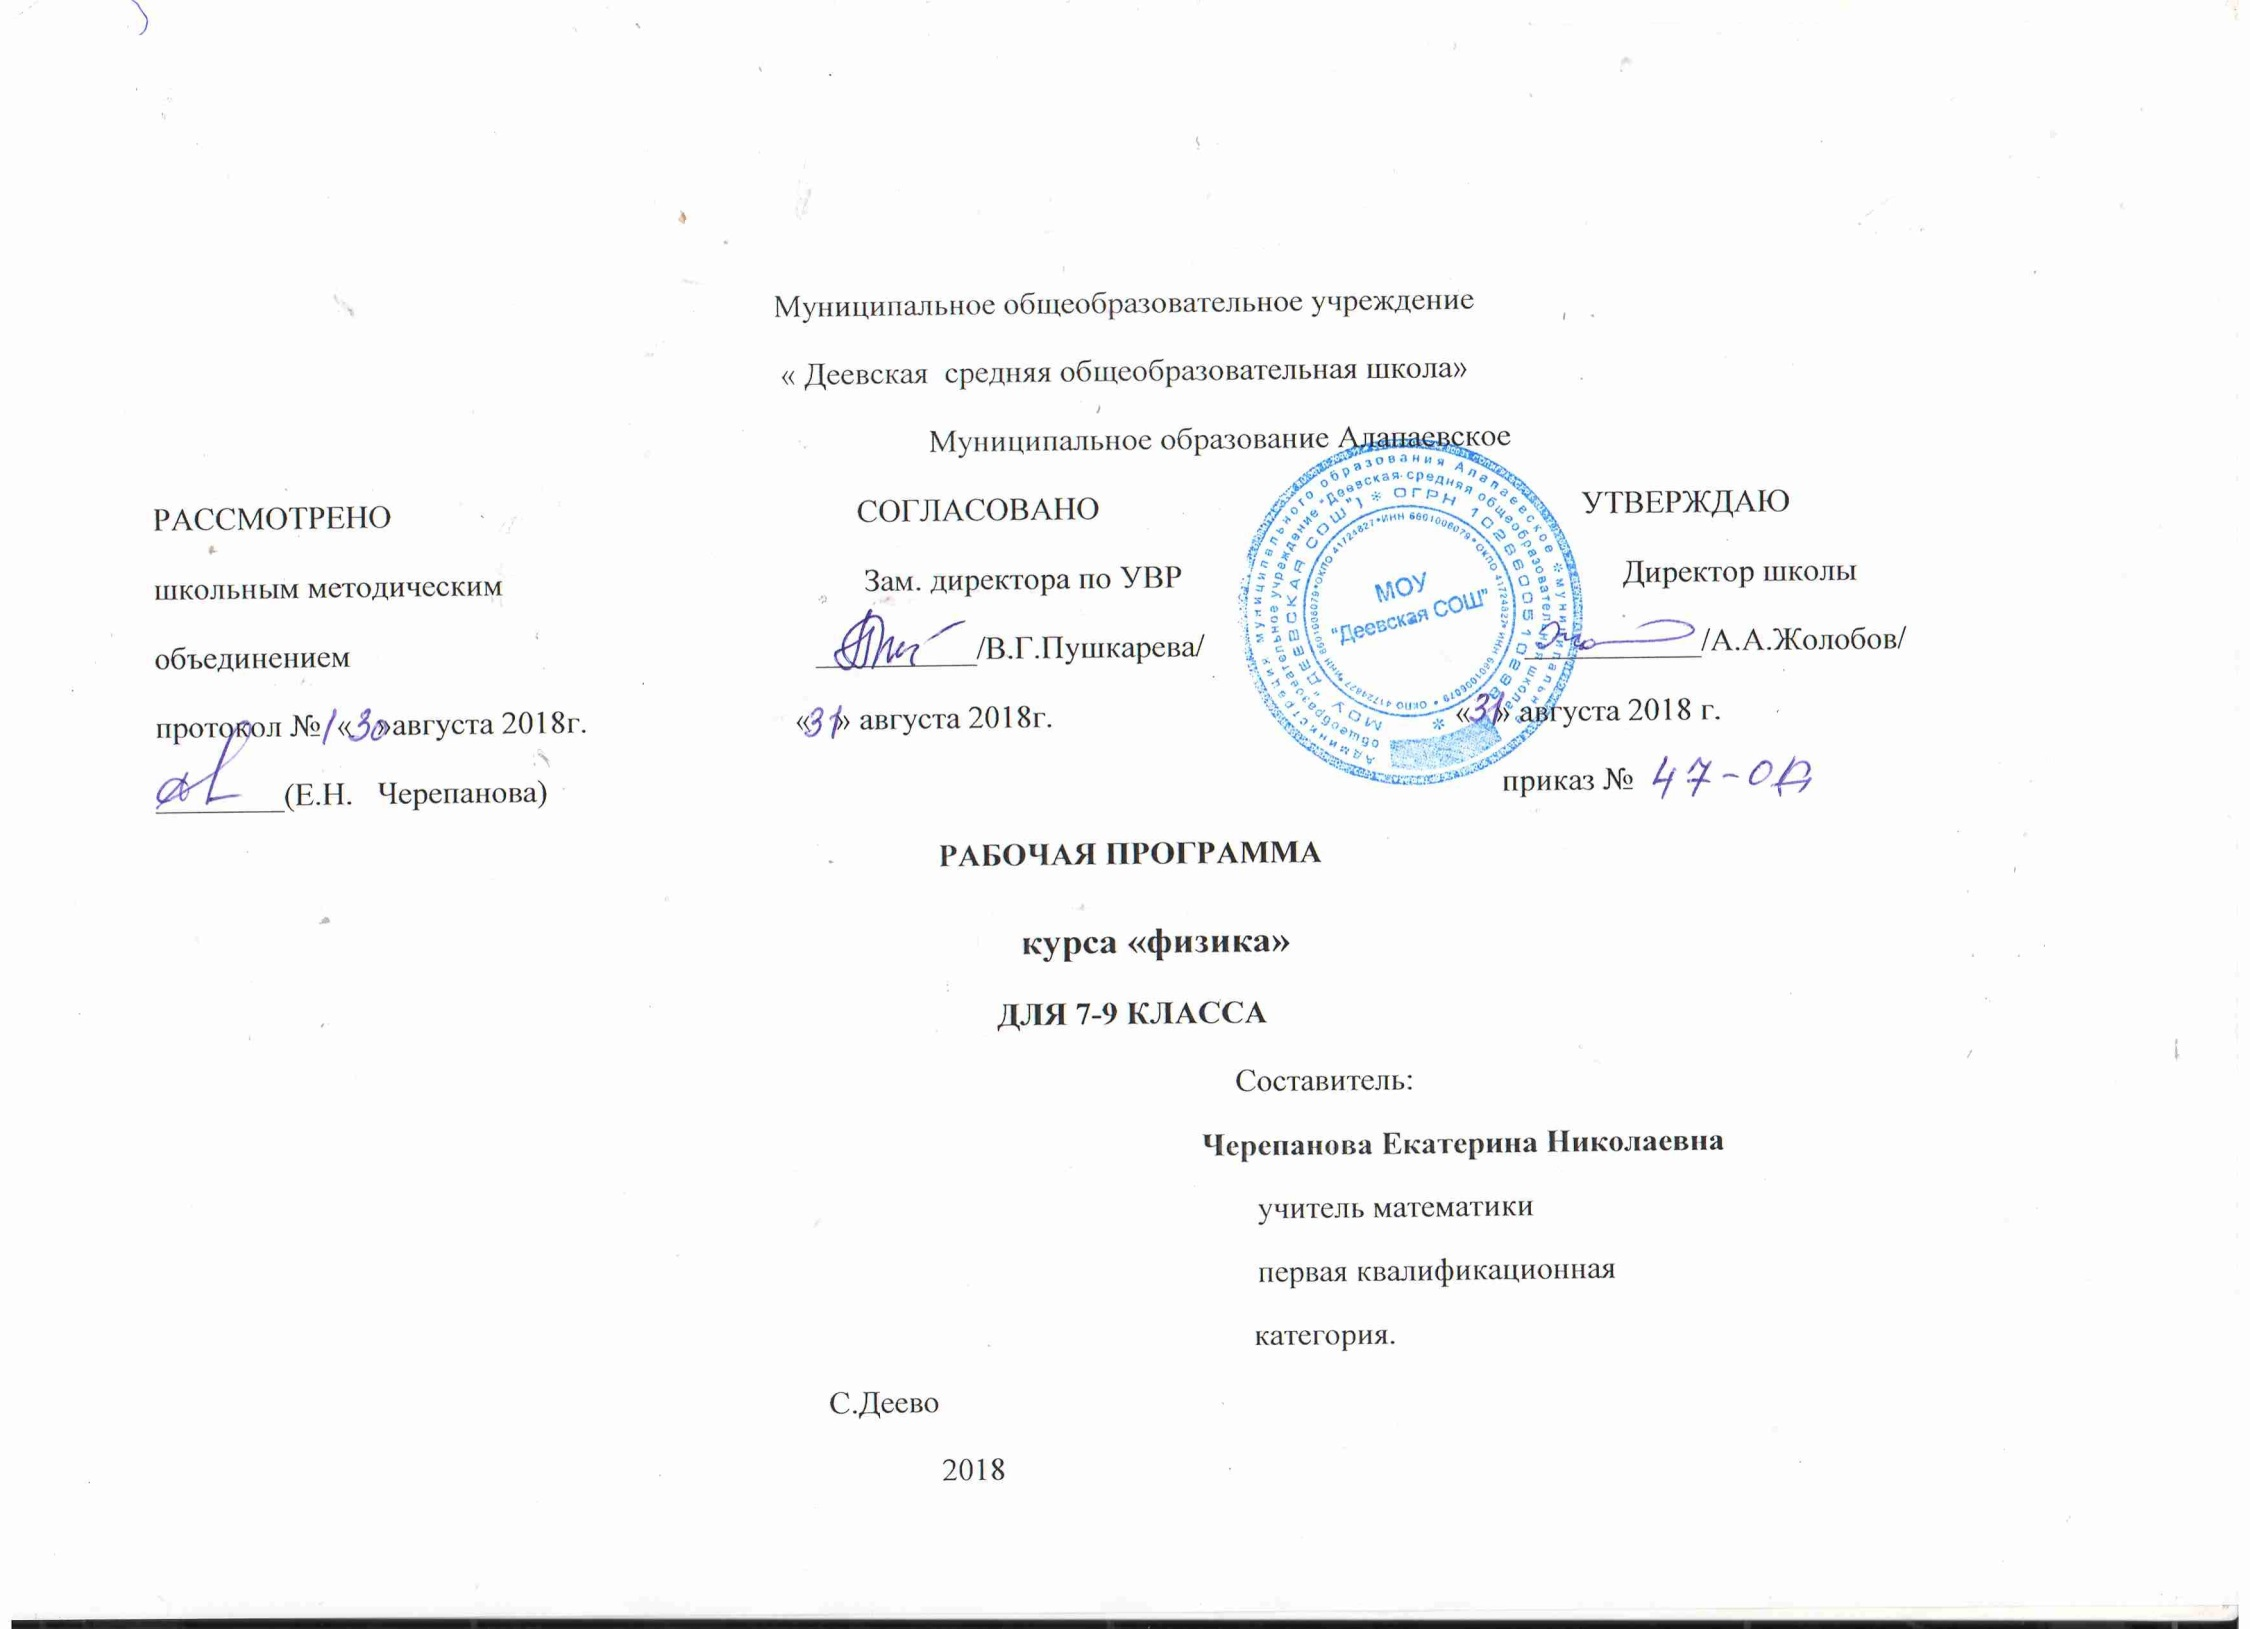 Муниципальное общеобразовательное учреждение
« Деевская средняя общеобразовательная школа»
Муниципальное образование Алапаевское
РАССМОТРЕНО
школьным методическим
объединением
протокол №1 «30»августа 2018г.
(Е.Н. Черепанова)
СОГЛАСОВАНО
Зам. директора по УВР
/В.Г.Пушкарева/
«31» августа 2018г.
УТВЕРЖДАЮ
Директор школы
/А.А.Жолобов/
«31» августа 2018 г.
приказ № 47-ОД
МОУ
"Деевская СОШ"
РАБОЧАЯ ПРОГРАММА
курса «физика»
ДЛЯ 7-9 КЛАССА
Составитель:
Черепанова Екатерина Николаевна
учитель математики
первая квалификационная
категория.
С.Деево
2018